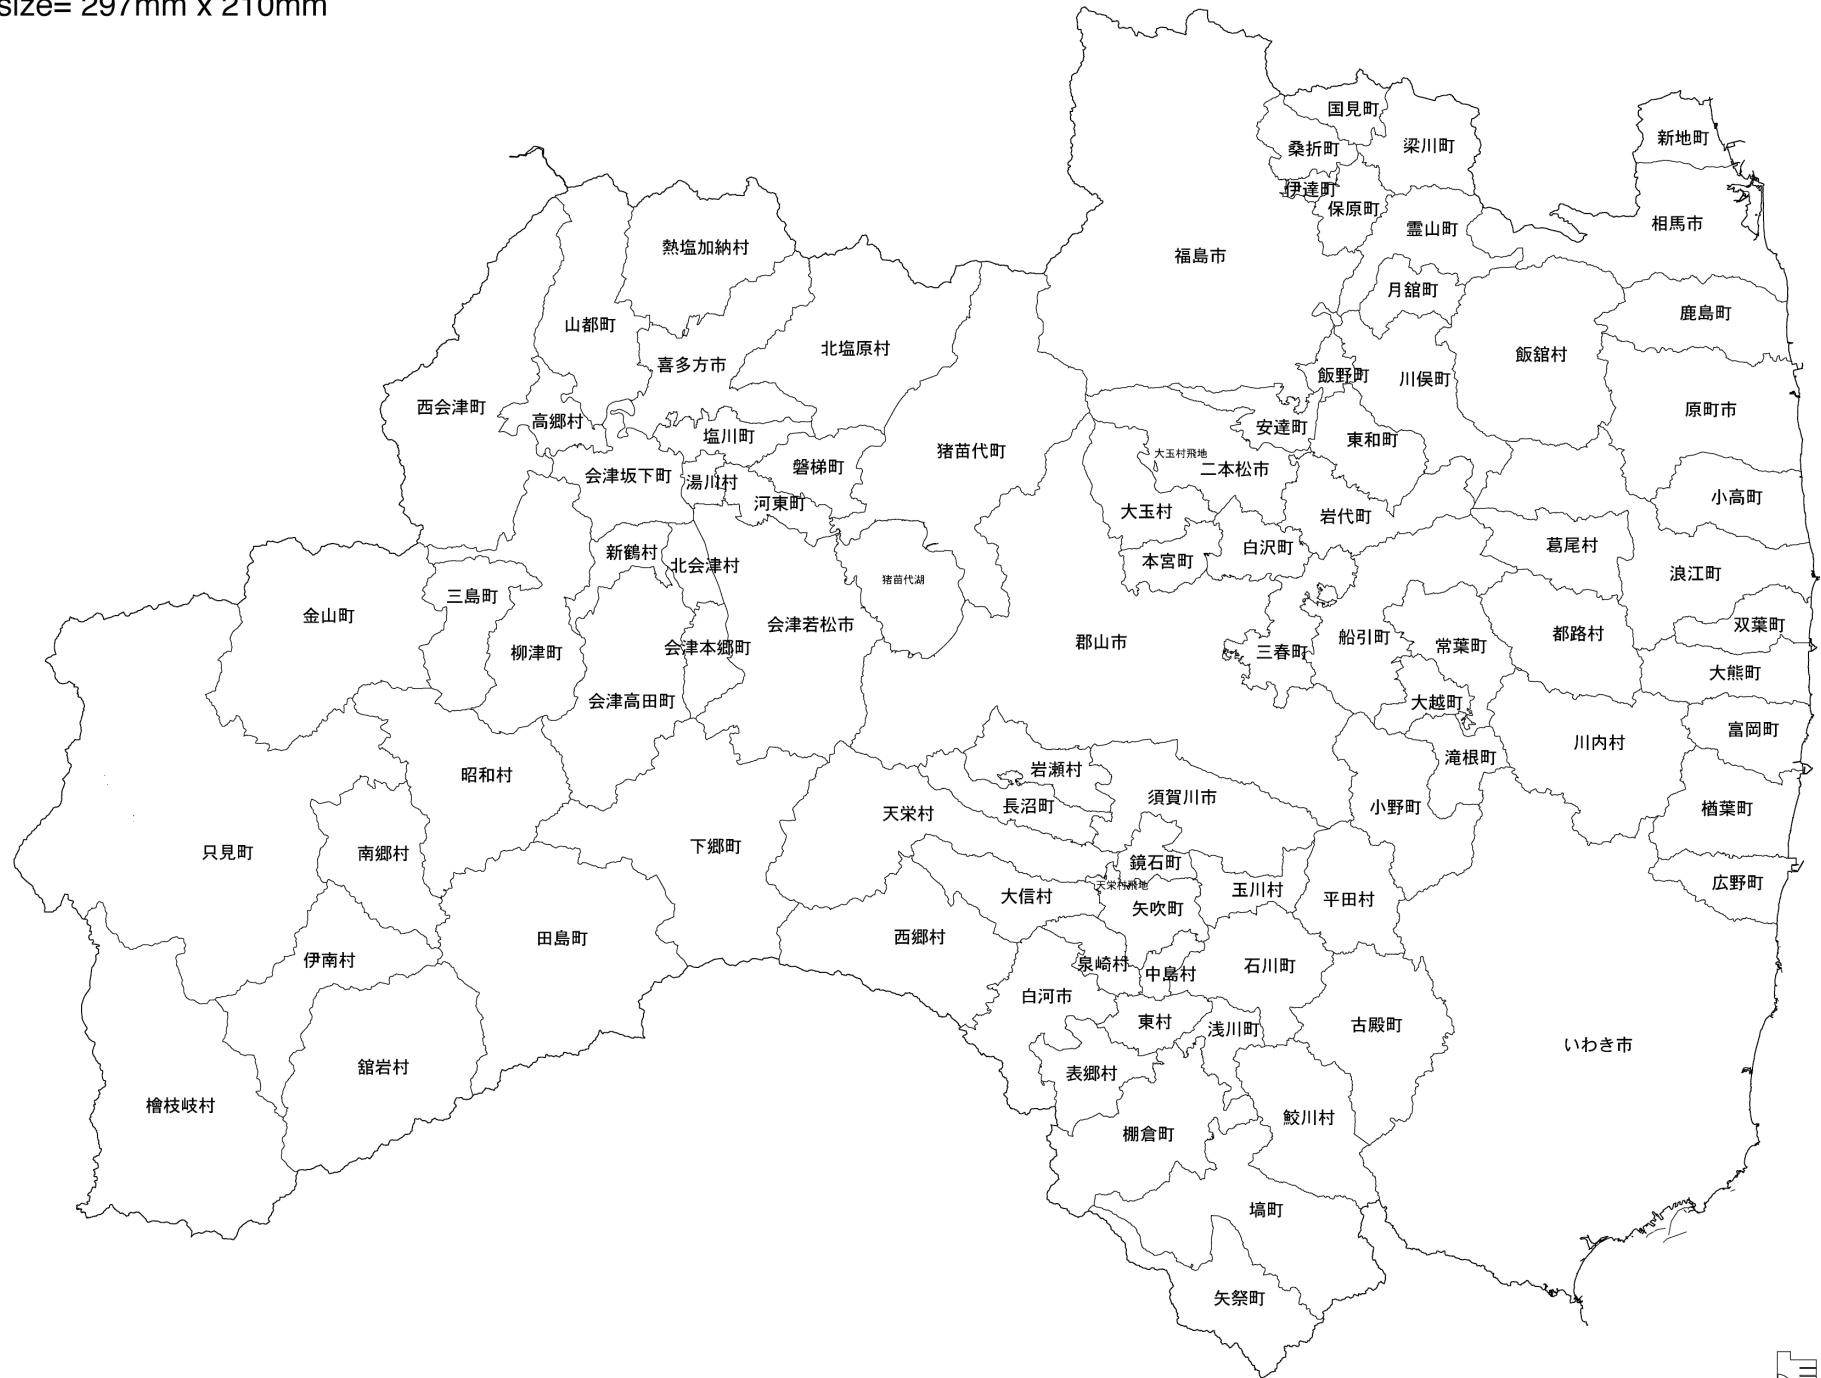 size= 297mm x 210mm
国見町
新地町
梁川町
桑折町
伊達町
保原町
相馬市
霊山町
熱塩加納村
福島市
月舘町
鹿島町
山都町
北塩原村
飯舘村
喜多方市
飯野町
川俣町
西会津町
原町市
高郷村
安達町
塩川町
東和町
猪苗代町
大玉村飛地
磐梯町
二本松市
会津坂下町
湯川村
小高町
河東町
大玉村
岩代町
葛尾村
白沢町
新鶴村
本宮町
北会津村
浪江町
猪苗代湖
三島町
金山町
会津若松市
双葉町
都路村
船引町
郡山市
常葉町
会津本郷町
柳津町
三春町
大熊町
会津高田町
大越町
富岡町
川内村
滝根町
岩瀬村
昭和村
須賀川市
長沼町
小野町
楢葉町
天栄村
下郷町
只見町
南郷村
鏡石町
広野町
天栄村飛地
玉川村
大信村
平田村
矢吹町
西郷村
田島町
伊南村
泉崎村
石川町
中島村
白河市
東村
古殿町
浅川町
いわき市
舘岩村
表郷村
檜枝岐村
鮫川村
棚倉町
塙町
矢祭町